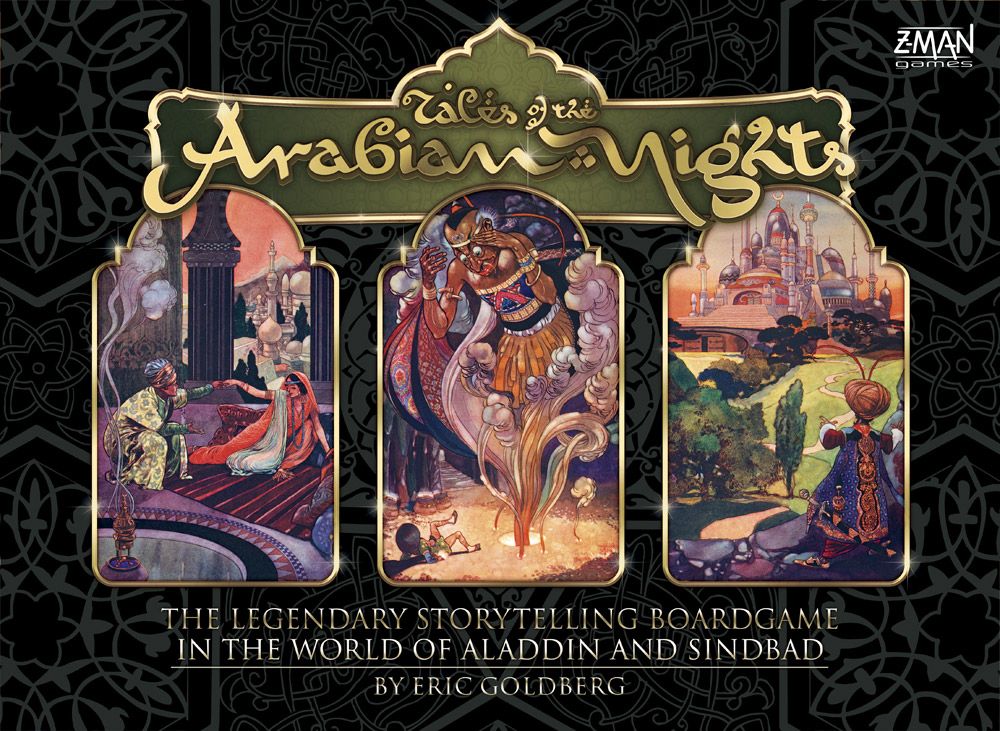 Z-MAN
games
Tales of the
Arabian Nights
THE LEGENDARY STORYTELLING BOARDGAME
IN THE WORLD OF ALADDIN AND SINDBAD
BY ERIC GOLDBERG